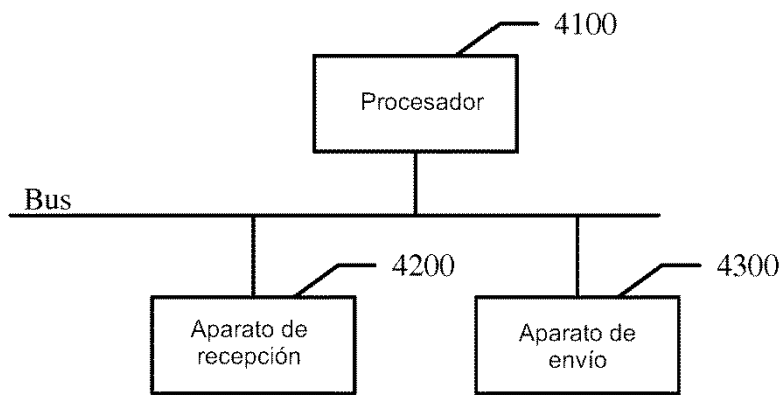 4100
Procesador
Bus
4200
4300
Aparato de
recepción
Aparato de
envío